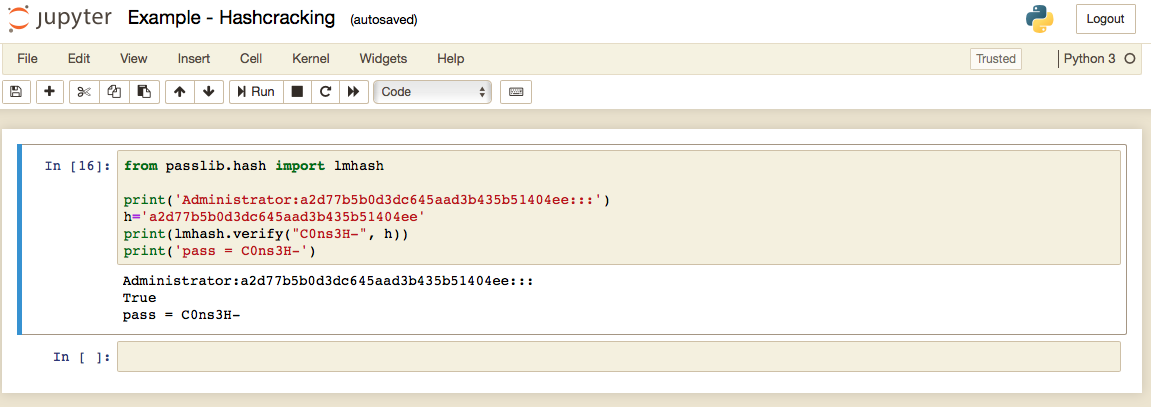 jupyter Example - Hashcracking (autosaved)
Logout
File Edit View Insert Cell Kernel Widgets Help Trusted Python 3
Run Code
In [16]: from passlib.hash import lmhash
print('Administrator:a2d77b5b0d3dc645aad3b435b51404ee:::')
h='a2d77b5b0d3dc645aad3b435b51404ee'
print(lmhash.verify("C0ns3H-", h))
print('pass = C0ns3H-')
Administrator:a2d77b5b0d3dc645aad3b435b51404ee:::
True
pass = C0ns3H-
In [ ]: